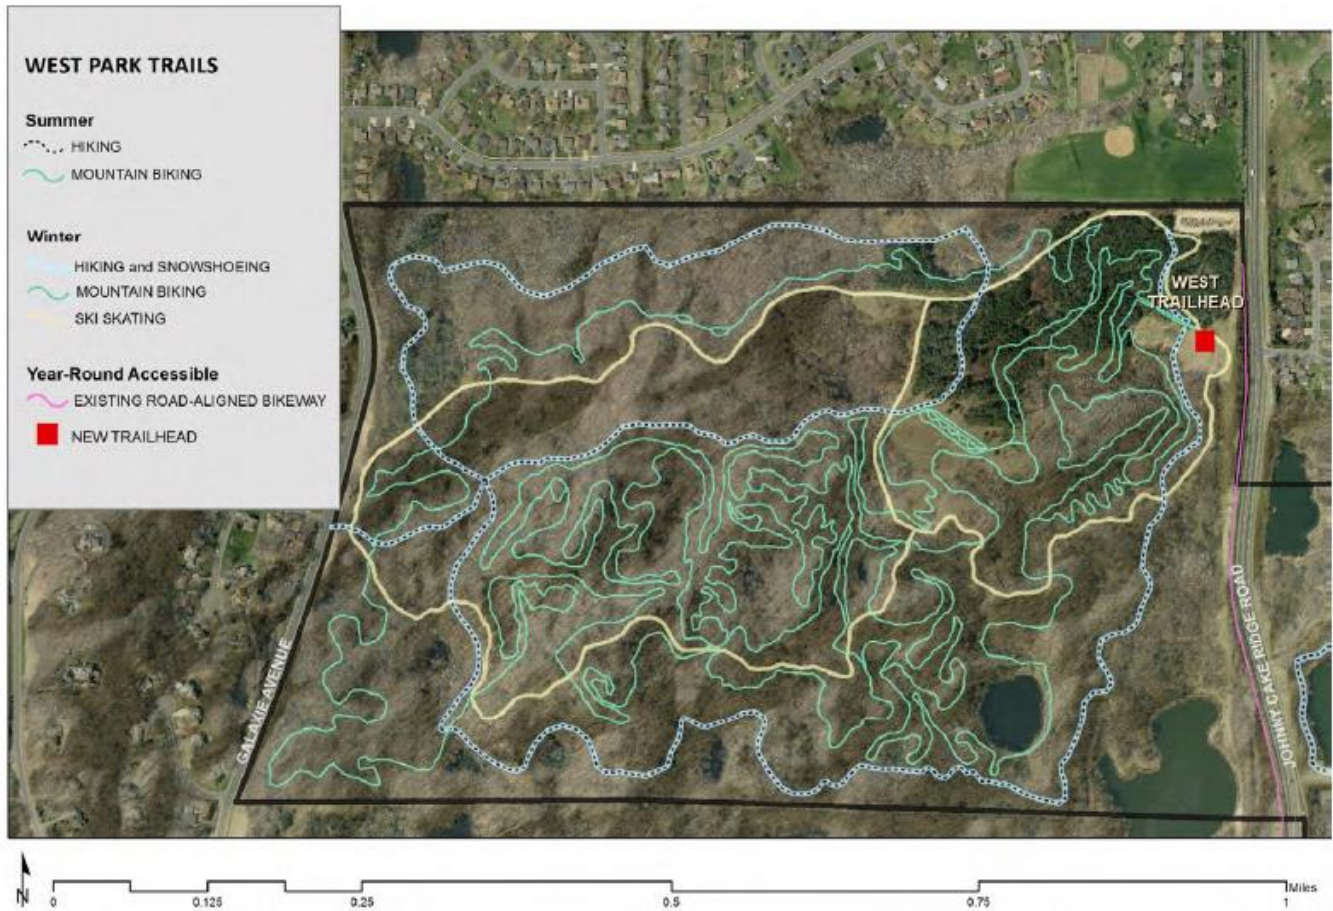 WEST PARK TRAILS
Summer
HIKING
MOUNTAIN BIKING
Winter
HIKING and SNOWSHOEING
MOUNTAIN BIKING
SKI SKATING
Year-Round Accessible
EXISTING ROAD-ALIGNED BIKEWAY
NEW TRAILHEAD
WEST
TRAILHEAD
GALAXIE AVENUE
JOHNNY CAKE RIDGE ROAD
N
0 0.125 0.25 0.5 0.75 1
Miles